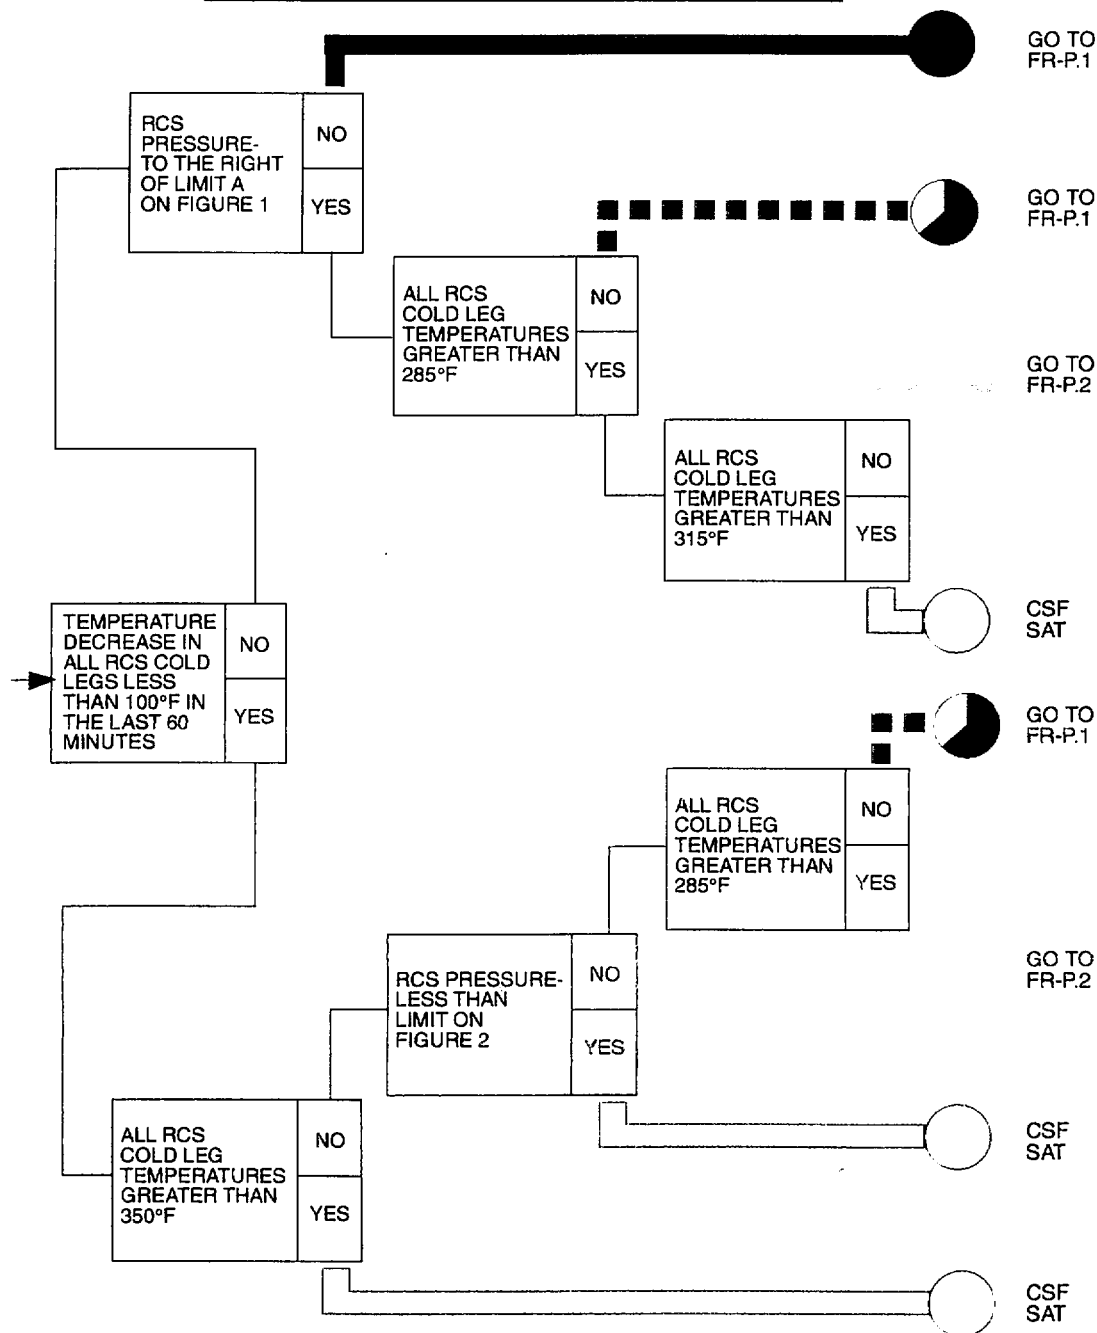 GO TO
FR-P.1
RCS
PRESSURE-
TO THE RIGHT
OF LIMIT A
ON FIGURE 1
NO
YES
GO TO
FR-P.1
ALL RCS
COLD LEG
TEMPERATURES
GREATER THAN
285°F
NO
YES
GO TO
FR-P.2
ALL RCS
COLD LEG
TEMPERATURES
GREATER THAN
315°F
NO
YES
CSF
SAT
TEMPERATURE
DECREASE IN
ALL RCS COLD
LEGS LESS
THAN 100°F IN
THE LAST 60
MINUTES
NO
YES
GO TO
FR-P.1
ALL RCS
COLD LEG
TEMPERATURES
GREATER THAN
285°F
NO
YES
GO TO
FR-P.2
RCS PRESSURE-
LESS THAN
LIMIT ON
FIGURE 2
NO
YES
CSF
SAT
ALL RCS
COLD LEG
TEMPERATURES
GREATER THAN
350°F
NO
YES
CSF
SAT